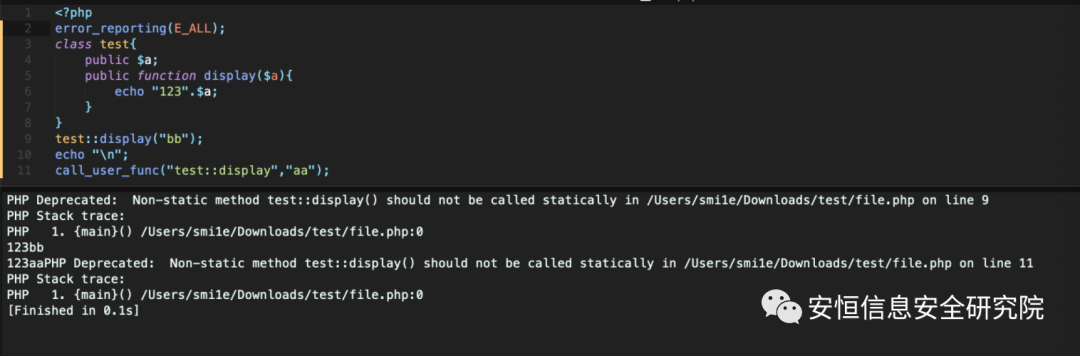 1 <?php
2 error_reporting(E_ALL);
3 class test{
4 public $a;
5 public function display($a){
6 echo "123".$a;
7 }
8 }
9 test::display("bb");
10 echo "\n";
11 call_user_func("test::display","aa");
PHP Deprecated:  Non-static method test::display() should not be called statically in /Users/smi1e/Downloads/test/file.php on line 9
PHP Stack trace:
PHP   1. {main}() /Users/smi1e/Downloads/test/file.php:0
123bb
123aaPHP Deprecated:  Non-static method test::display() should not be called statically in /Users/smi1e/Downloads/test/file.php on line 11
PHP Stack trace:
PHP   1. {main}() /Users/smi1e/Downloads/test/file.php:0
[Finished in 0.1s]
安恒信息安全研究院